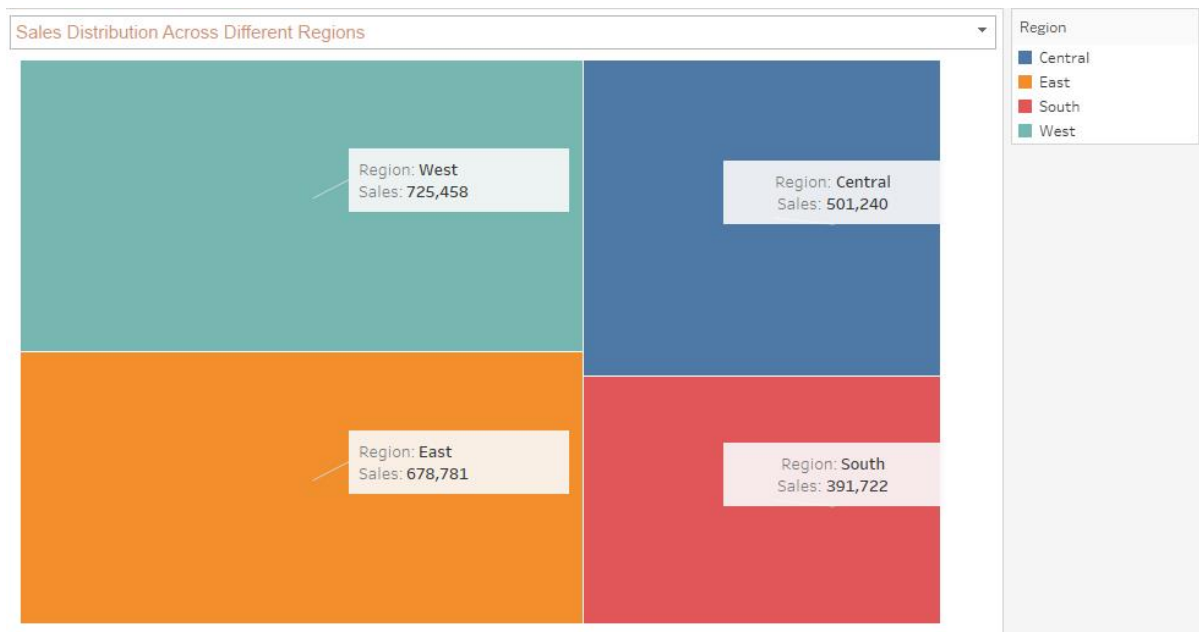 Sales Distribution Across Different Regions
Region: West
Sales: 725,458
Region: Central
Sales: 501,240
Region: East
Sales: 678,781
Region: South
Sales: 391,722
Region
Central
East
South
West